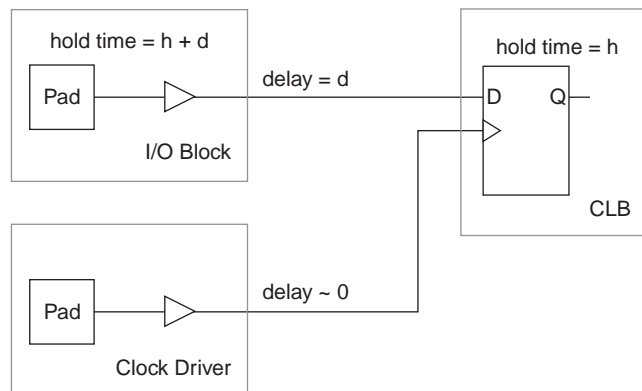 hold time = h + d
Pad
I/O Block
delay = d
hold time = h
D Q
CLB
Pad
Clock Driver
delay ~ 0